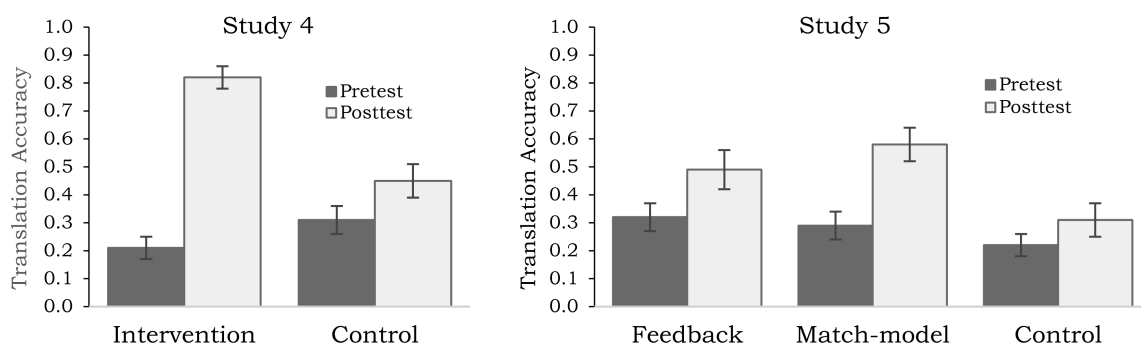 Study 4
Translation Accuracy
1.0
0.9
0.8
0.7
0.6
0.5
0.4
0.3
0.2
0.1
0.0
Pretest
Posttest
Intervention Control
Study 5
Translation Accuracy
1.0
0.9
0.8
0.7
0.6
0.5
0.4
0.3
0.2
0.1
0.0
Pretest
Posttest
Feedback Match-model Control